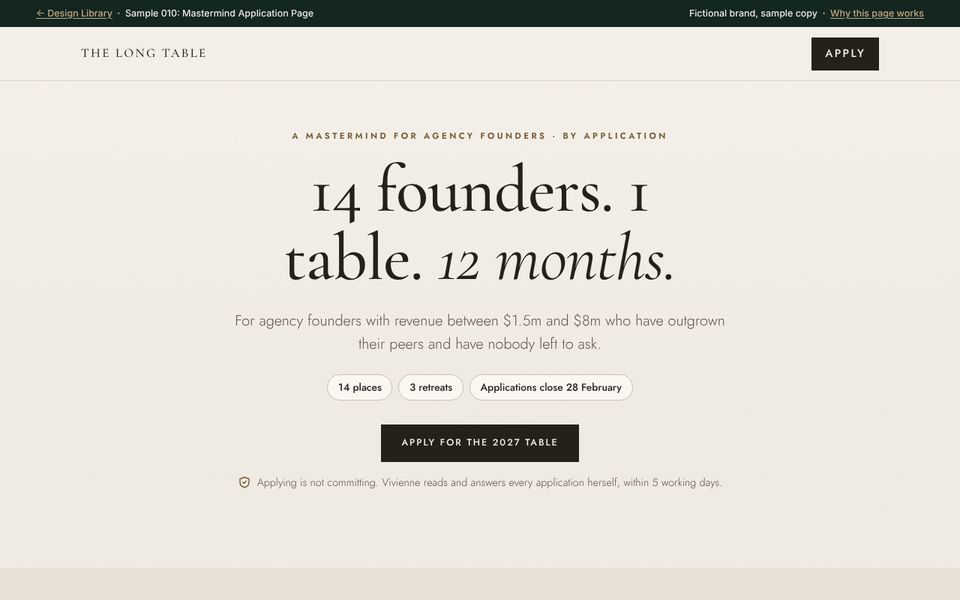 ← Design Library · Sample 010: Mastermind Application Page
Fictional brand, sample copy · Why this page works
THE LONG TABLE
APPLY
A MASTERMIND FOR AGENCY FOUNDERS · BY APPLICATION
14 founders. 1
table. 12 months.
For agency founders with revenue between $1.5m and $8m who have outgrown
their peers and have nobody left to ask.
14 places
3 retreats
Applications close 28 February
APPLY FOR THE 2027 TABLE
Applying is not committing. Vivienne reads and answers every application herself, within 5 working days.